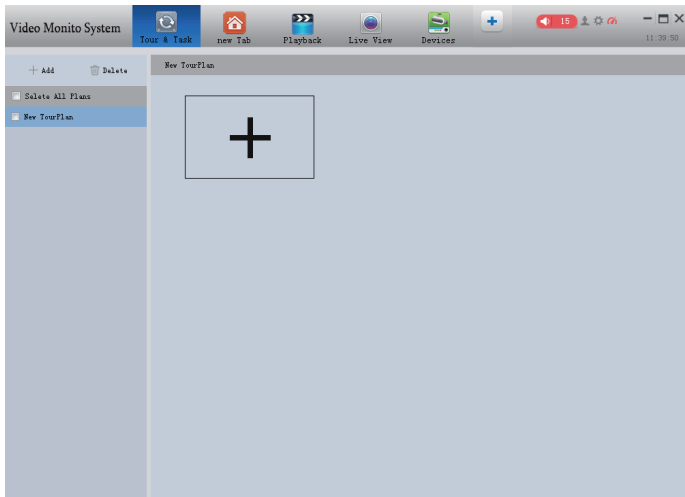 Video Monito System
Tour & Task
new Tab
Playback
Live View
Devices
15
11:39:50
Add
Delete
New TourPlan
Selete All Plans
New TourPlan